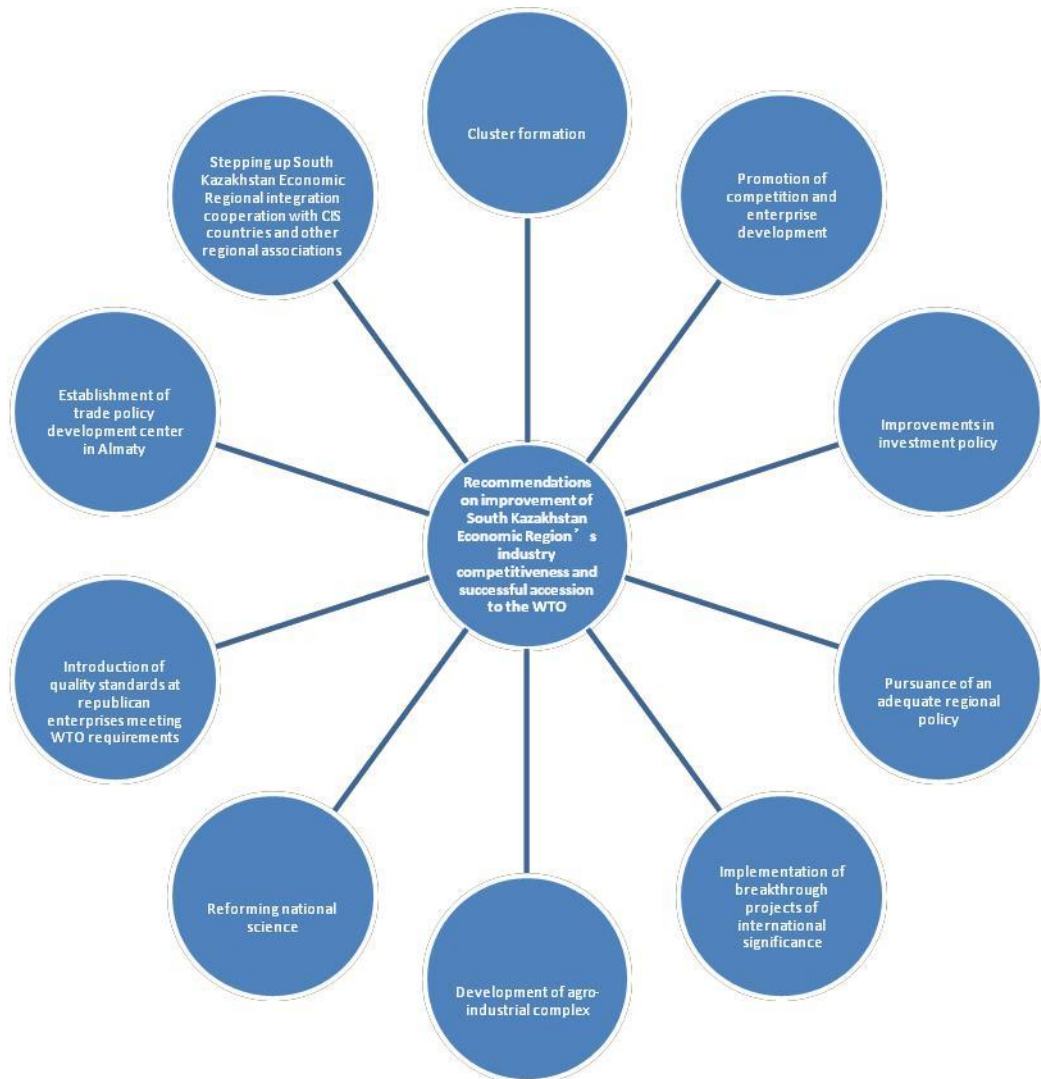 Cluster formation
Promotion of
competition and
enterprise
development
Improvements in
investment policy
Pursuance of an
adequate regional
policy
Implementation of
breakthrough
projects of
international
significance
Development of agro-
industrial complex
Reforming national
science
Introduction of
quality standards at
republican
enterprises meeting
WTO requirements
Establishment of
trade policy
development center
in Almaty
Stepping up South
Kazakhstan Economic
Regional integration
cooperation with CIS
countries and other
regional associations
Recommendations
on improvement of
South Kazakhstan
Economic Region's
industry
competitiveness and
successful accession
to the WTO